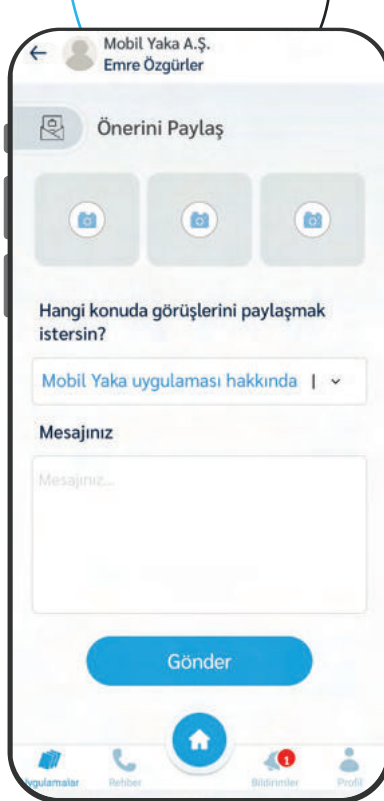 Mobil Yaka A.Ş.
Emre Özgürler
Önerini Paylaş
Hangi konuda görüşlerini paylaşmak
istersin?
Mobil Yaka uygulaması hakkında
Mesajınız
Mesajınız...
Gönder
1
Uygulamalar
Rehber
Bildirimler
Profil